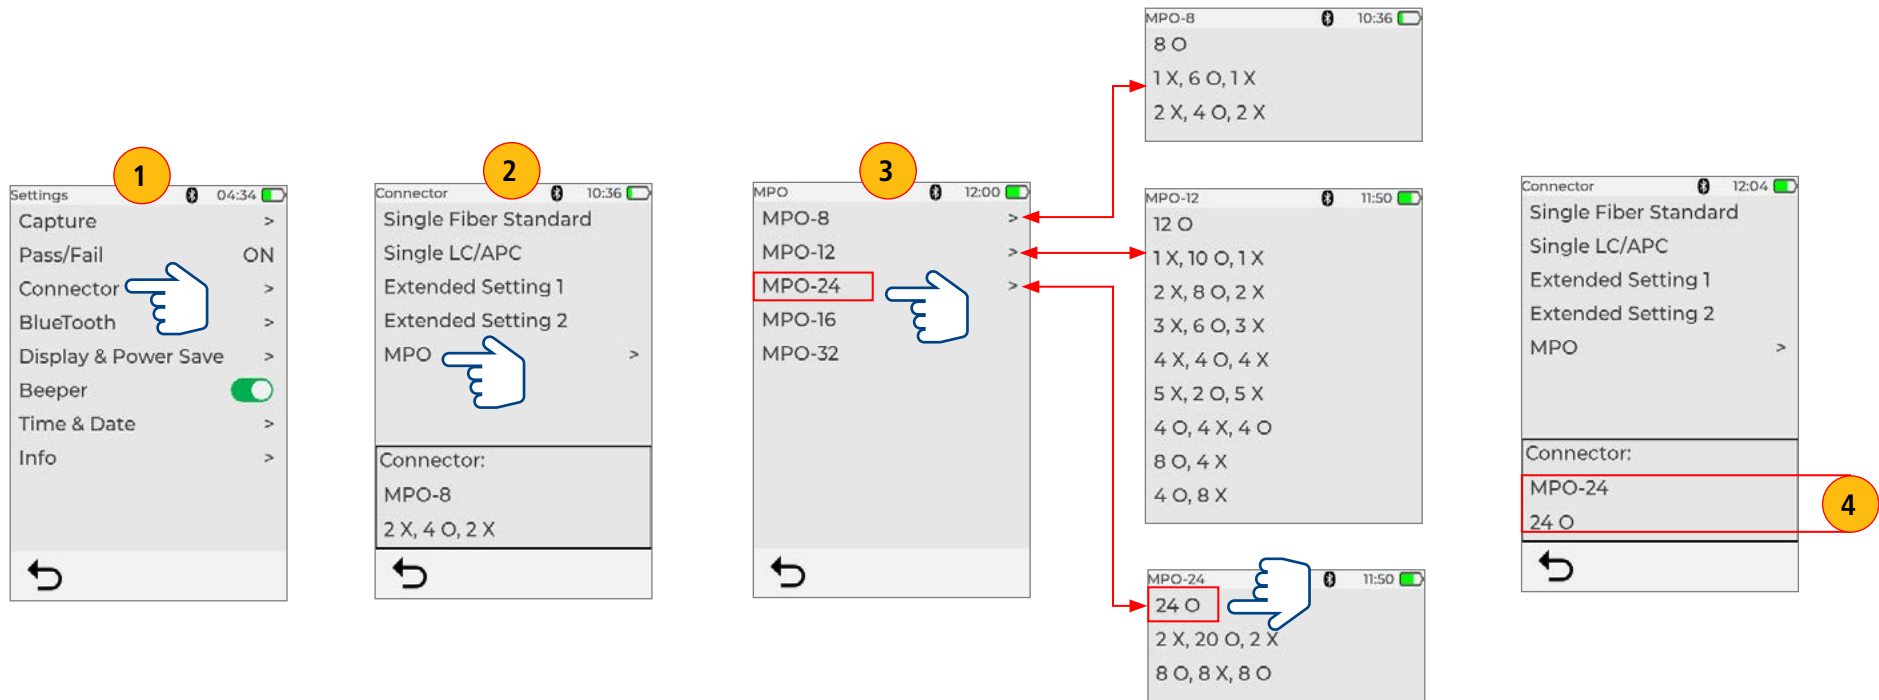 1
Settings 04:34
Capture >
Pass/Fail ON
Connector >
BlueTooth >
Display & Power Save >
Beeper
Time & Date >
Info >
2
Connector 10:36
Single Fiber Standard
Single LC/APC
Extended Setting 1
Extended Setting 2
MPO >
Connector:
MPO-8
2 X, 4 O, 2 X
3
MPO 12:00
MPO-8 >
MPO-12 >
MPO-24 >
MPO-16
MPO-32
MPO-8 10:36
8 O
1 X, 6 O, 1 X
2 X, 4 O, 2 X
MPO-12 11:50
12 O
1 X, 10 O, 1 X
2 X, 8 O, 2 X
3 X, 6 O, 3 X
4 X, 4 O, 4 X
5 X, 2 O, 5 X
4 O, 4 X, 4 O
8 O, 4 X
4 O, 8 X
MPO-24 11:50
24 O
2 X, 20 O, 2 X
8 O, 8 X, 8 O
Connector 12:04
Single Fiber Standard
Single LC/APC
Extended Setting 1
Extended Setting 2
MPO >
Connector:
MPO-24
24 O
4